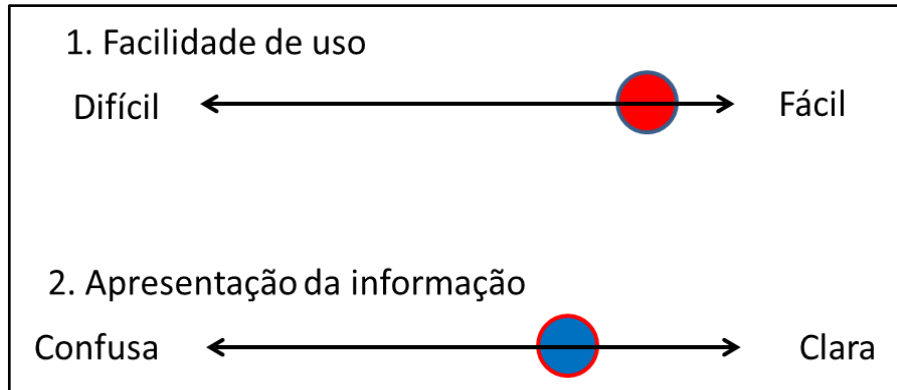 1. Facilidade de uso
Difícil Fácil
2. Apresentação da informação
Confusa Clara